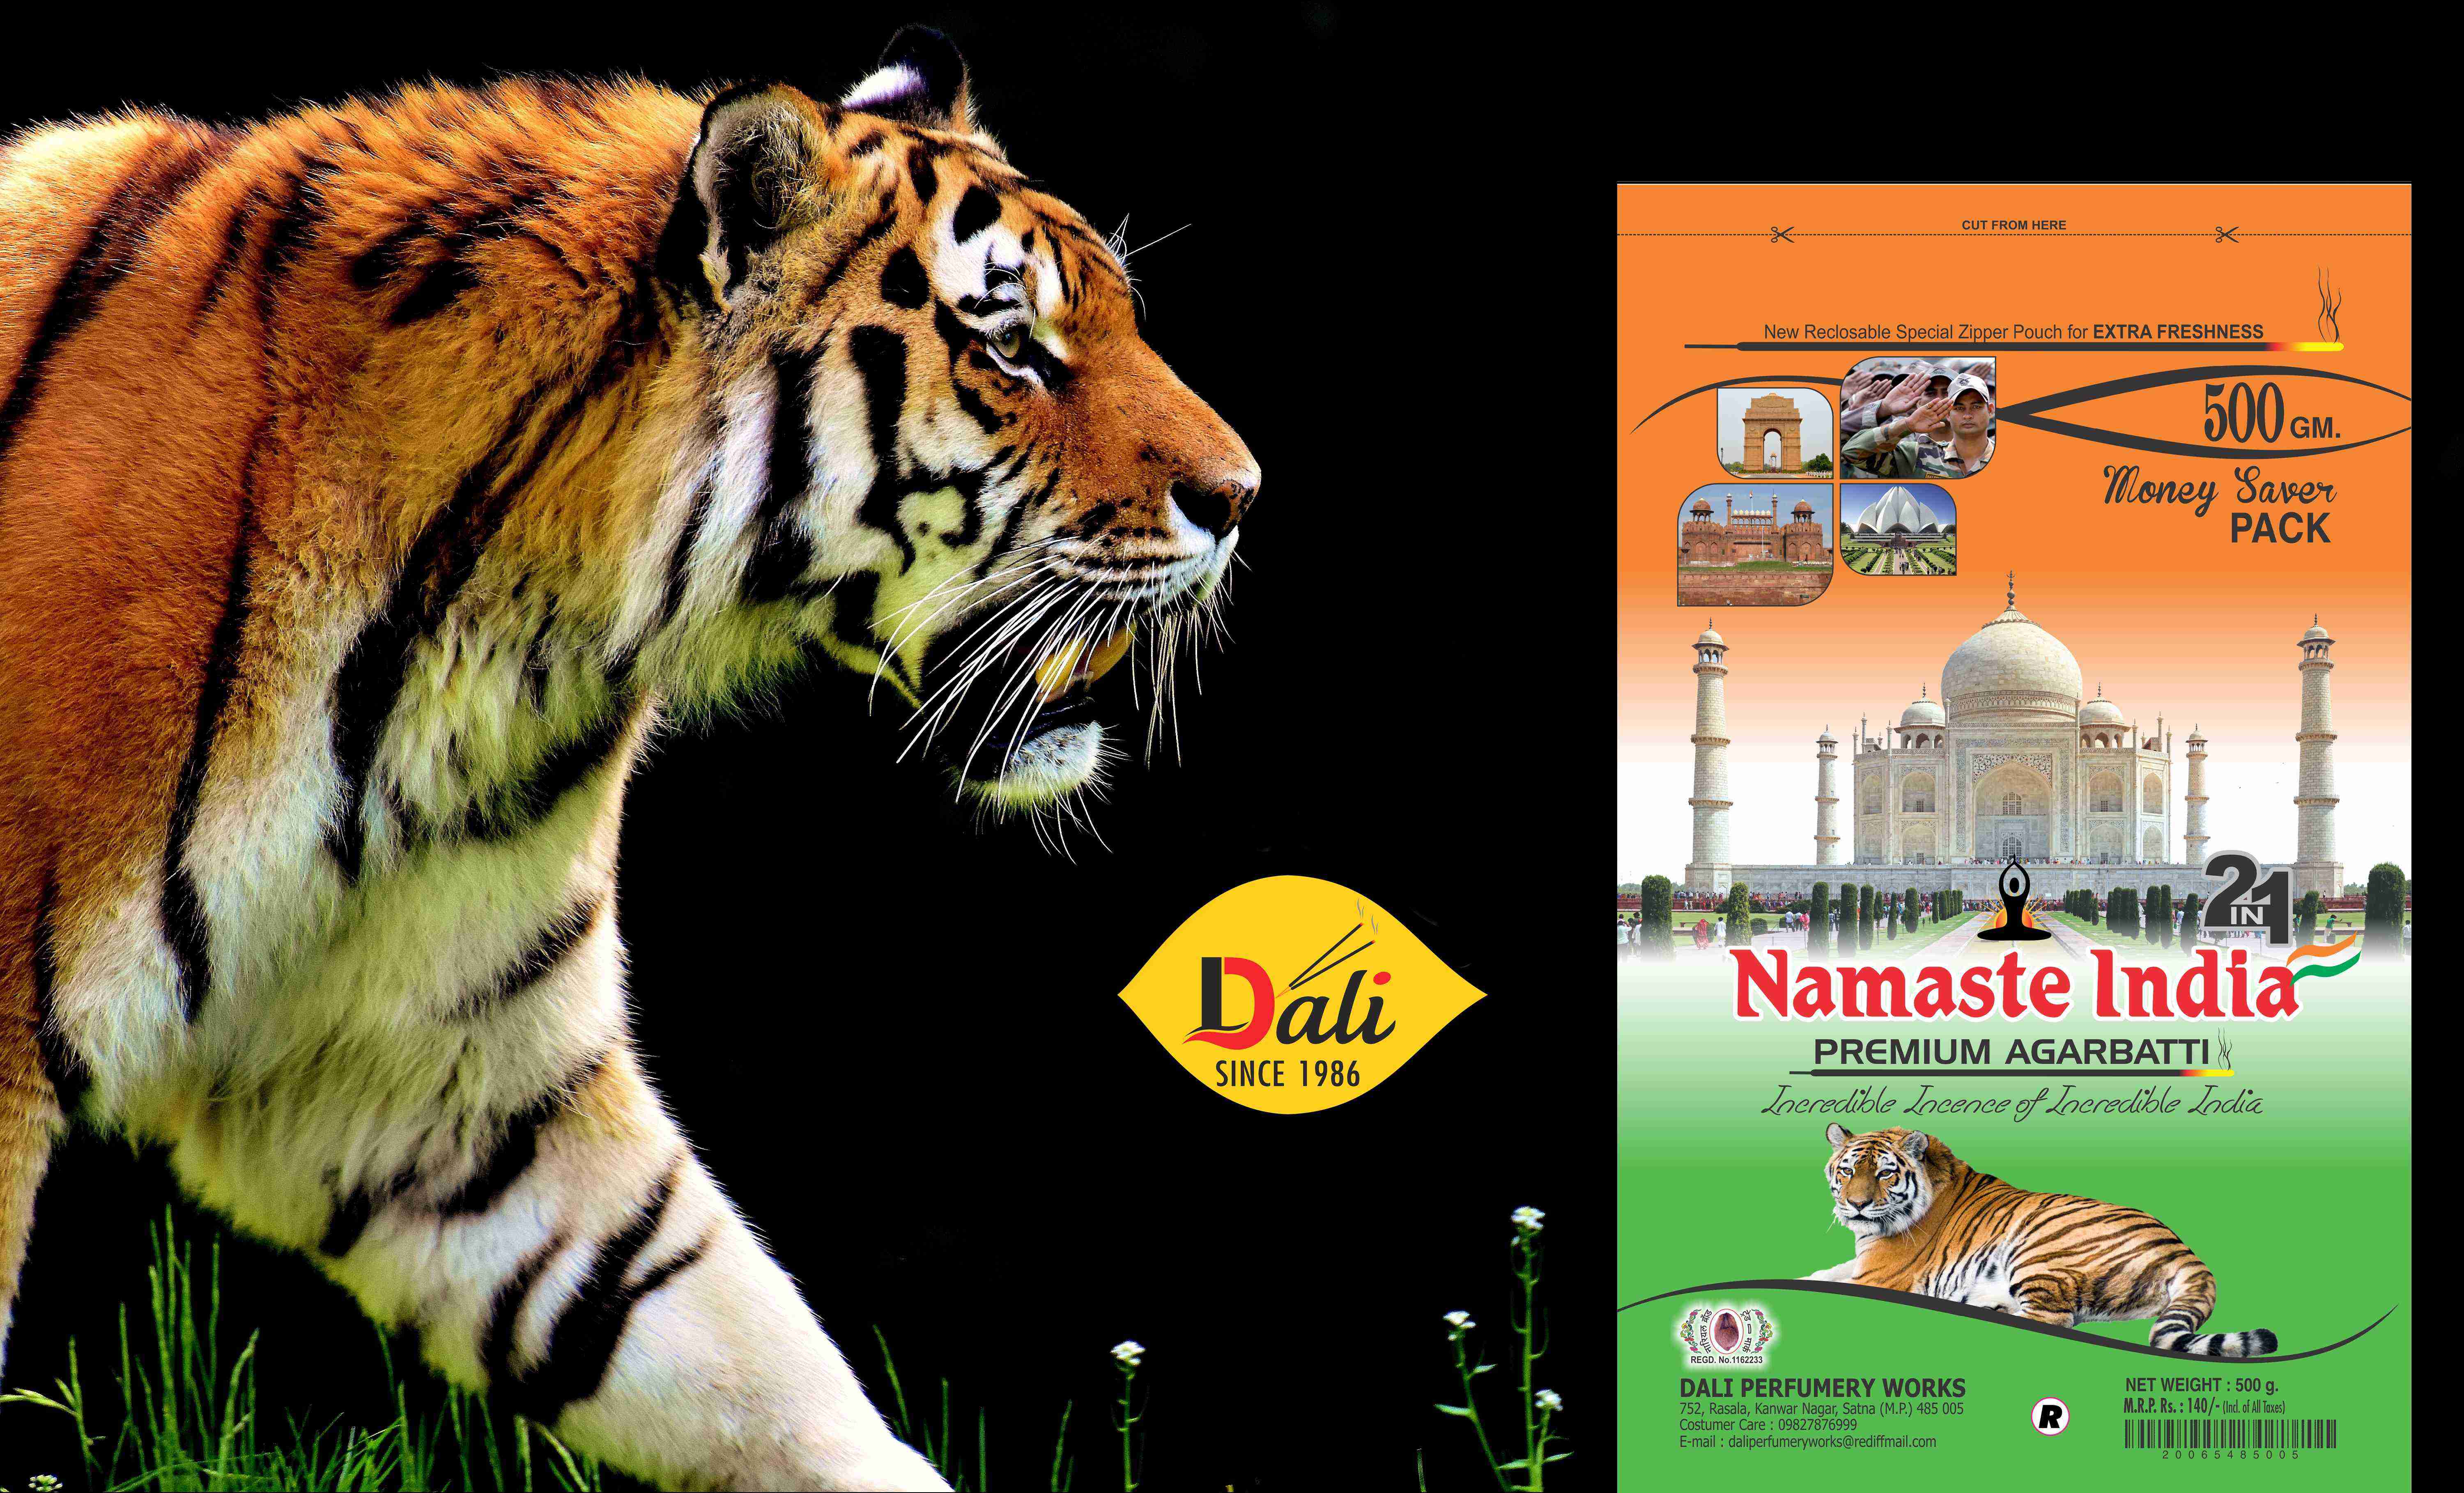 CUT FROM HERE
New Reclosable Special Zipper Pouch for EXTRA FRESHNESS
500 GM.
Money Saver
PACK
2 IN 1
Namaste India
PREMIUM AGARBATTI
Incredible Incence of Incredible India
Dali
SINCE 1986
REGD. No.1162233
DALI PERFUMERY WORKS
752, Rasala, Kanwar Nagar, Satna (M.P.) 485 005
Costumer Care : 09827876999
E-mail : daliperfumeryworks@rediffmail.com
R
NET WEIGHT : 500 g.
M.R.P. Rs. : 140/- (Incl. of All Taxes)
20065485005